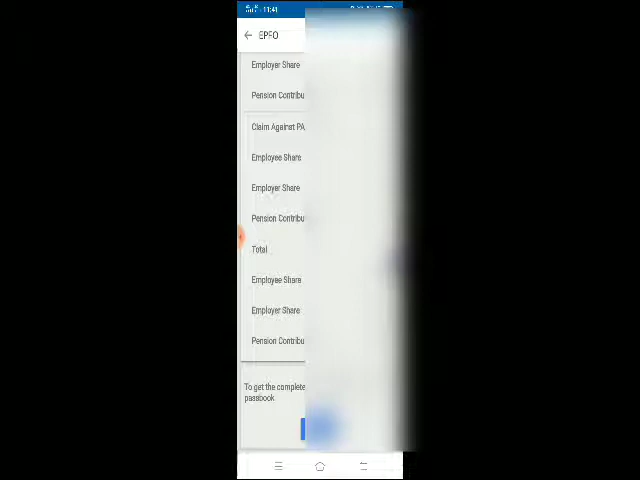 11:41
EPFO
Employer Share
Pension Contribu
Claim Against PA
Employee Share
Employer Share
Pension Contribu
Total
Employee Share
Employer Share
Pension Contribu
To get the complete
passbook